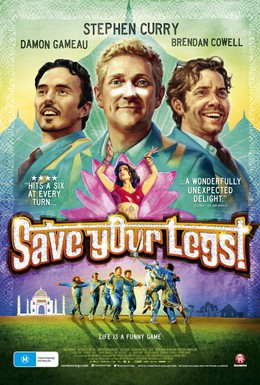 STEPHEN CURRY
DAMON GAMEAU
BRENDAN COWELL
★★★★
"HITS A SIX
AT EVERY
TURN...
"...A WONDERFULLY
UNEXPECTED
DELIGHT."
Save your Legs!
LIFE IS A FUNNY GAME
M